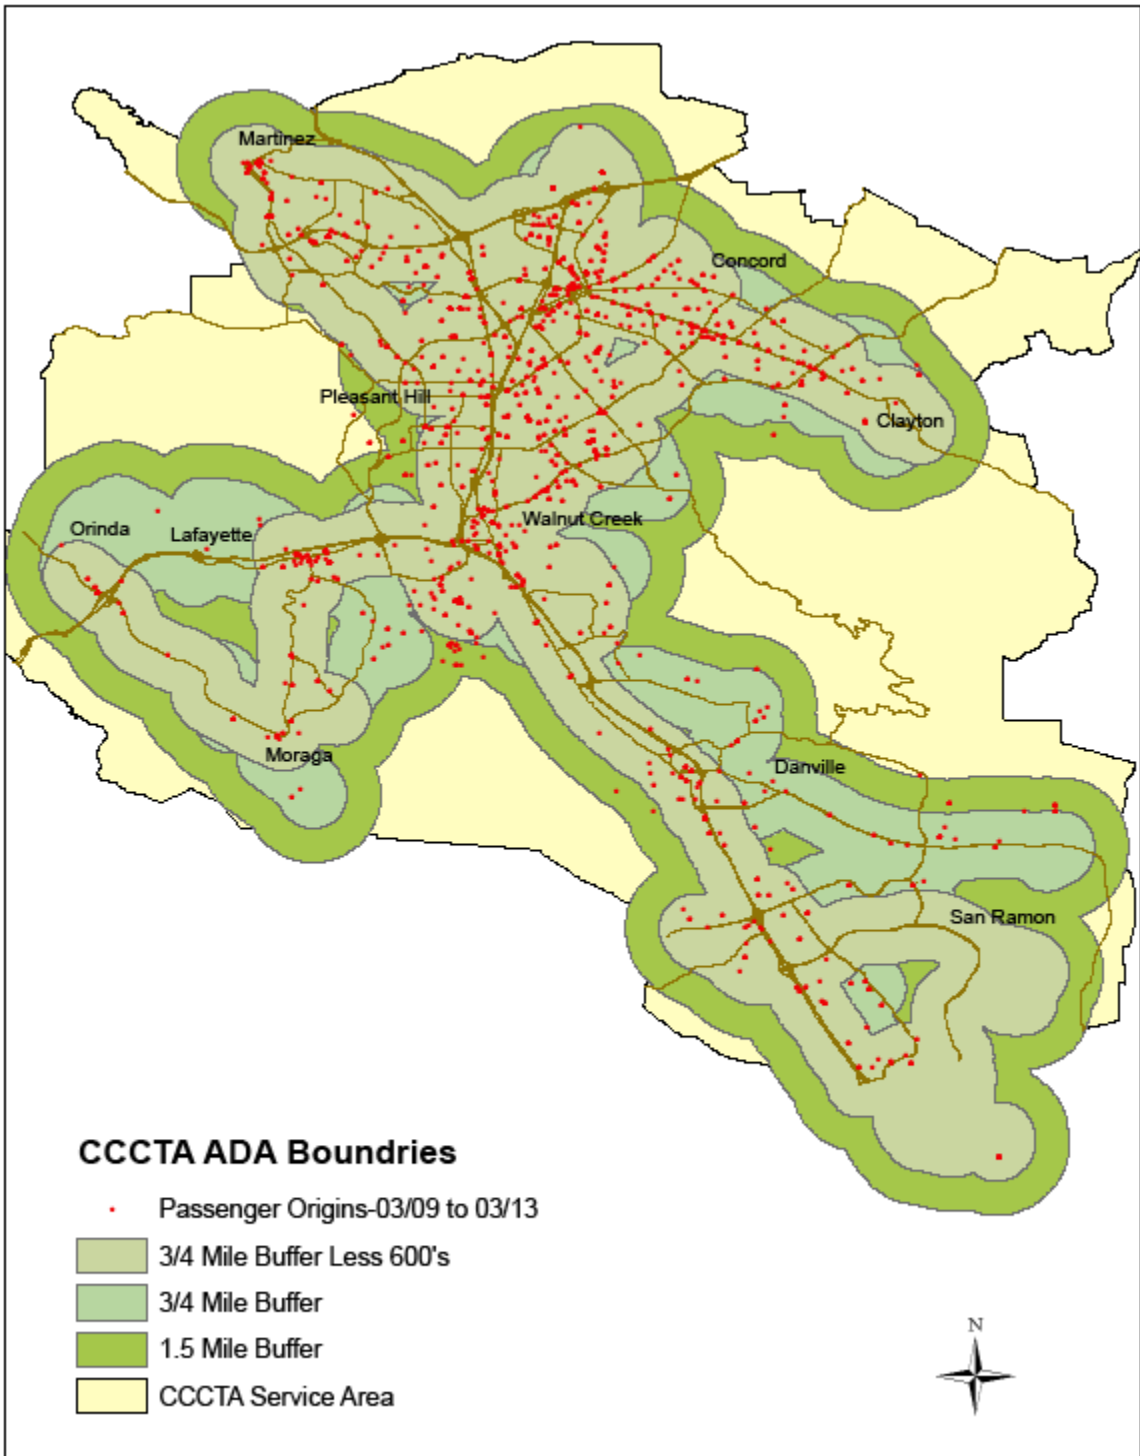 Martinez
Concord
Pleasant Hill
Clayton
Walnut Creek
Orinda
Lafayette
Moraga
Danville
San Ramon
CCCTA ADA Boundries
Passenger Origins-03/09 to 03/13
3/4 Mile Buffer Less 600's
3/4 Mile Buffer
1.5 Mile Buffer
CCCTA Service Area
N